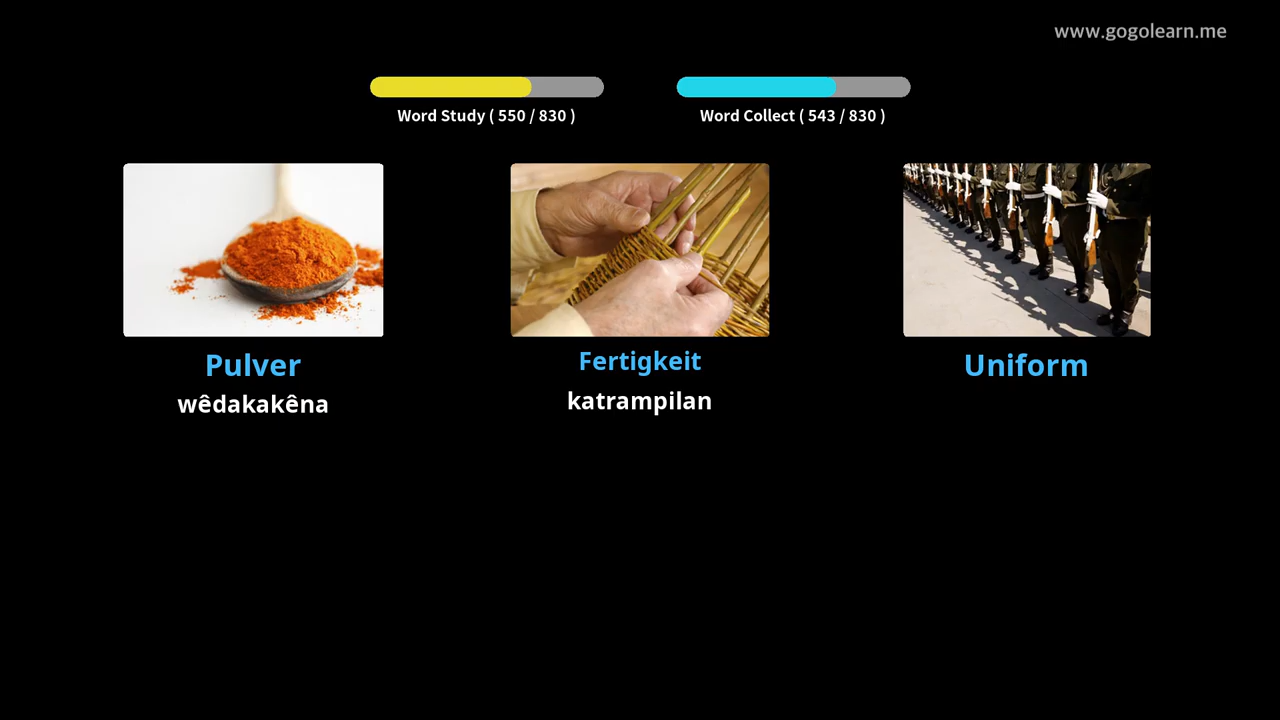 www.gogolearn.me
Word Study ( 550 / 830 )
Word Collect ( 543 / 830 )
Pulver
wêdakakêna
Fertigkeit
katrampilan
Uniform